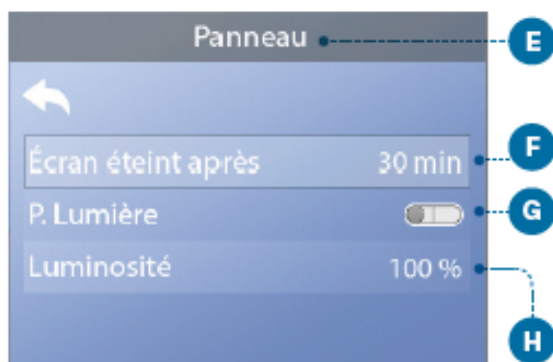 Panneau E
Écran éteint après 30 min F
P. Lumière G
Luminosité 100 %
H